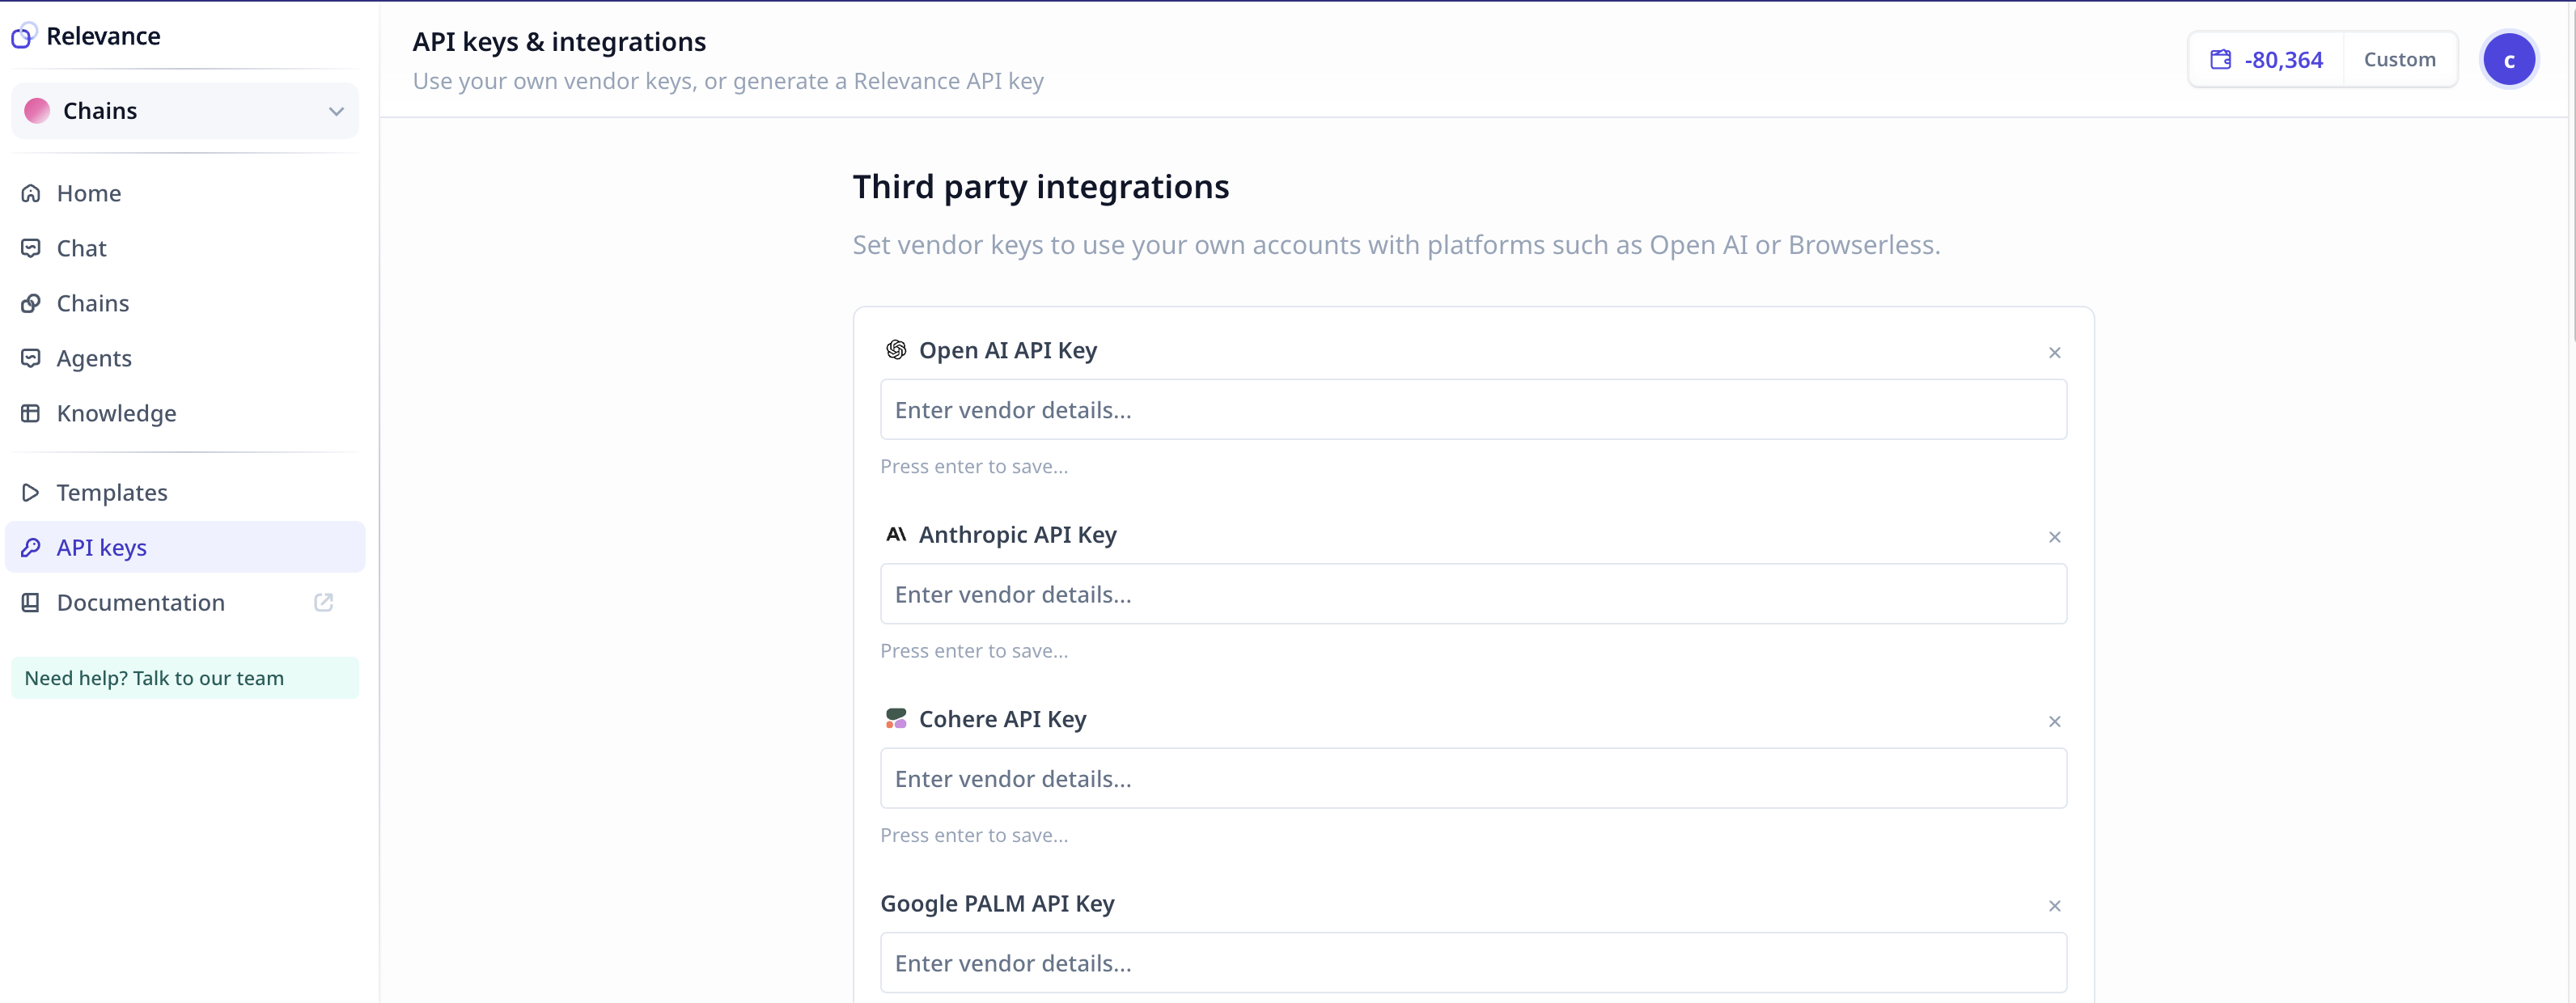 Relevance
Chains
Home
Chat
Chains
Agents
Knowledge
Templates
API keys
Documentation
Need help? Talk to our team
API keys & integrations
Use your own vendor keys, or generate a Relevance API key
-80,364
Custom
c
Third party integrations
Set vendor keys to use your own accounts with platforms such as Open AI or Browserless.
Open AI API Key
Enter vendor details...
Press enter to save...
Anthropic API Key
Enter vendor details...
Press enter to save...
Cohere API Key
Enter vendor details...
Press enter to save...
Google PALM API Key
Enter vendor details...